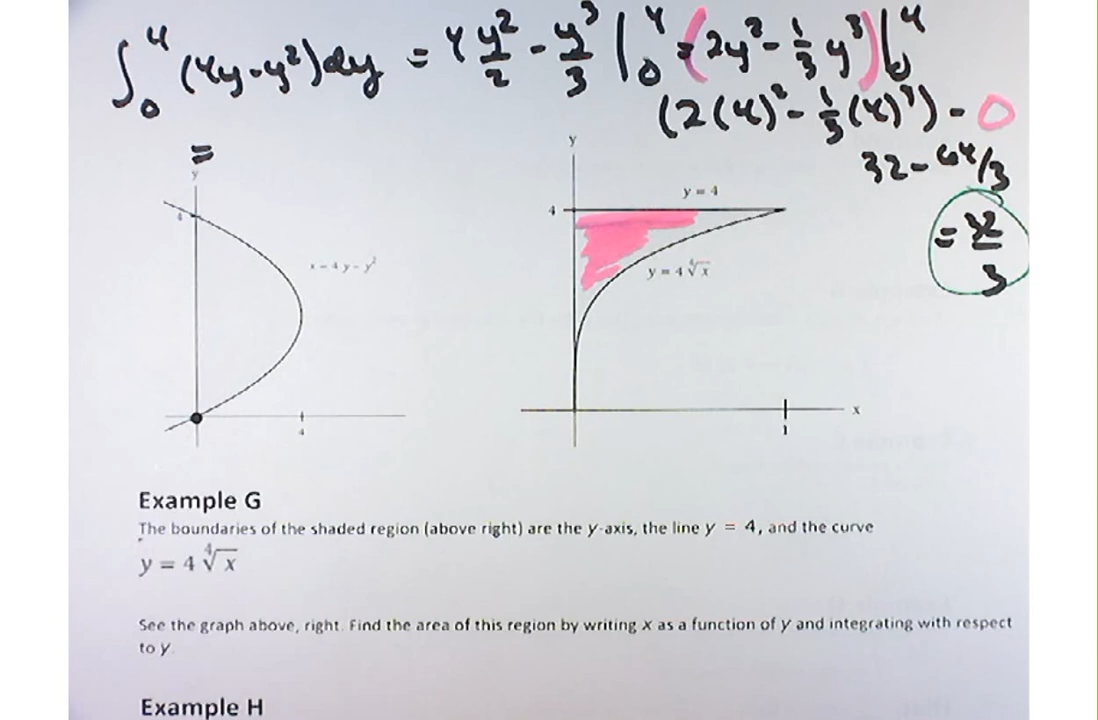 ∫₀⁴ (4y-y²)dy = 4 y²/2 - y³/3 |₀⁴ = (2y² - 1/3 y³)|₀⁴
(2(4)² - 1/3(4)³) - 0
32 - 64/3
= 32/3
=
y
4
x = 4y - y²
4
y
y = 4
4
y = 4 ∜x
x
1
Example G
The boundaries of the shaded region (above right) are the y-axis, the line y = 4, and the curve
y = 4 ∜x
See the graph above, right. Find the area of this region by writing x as a function of y and integrating with respect
to y.
Example H